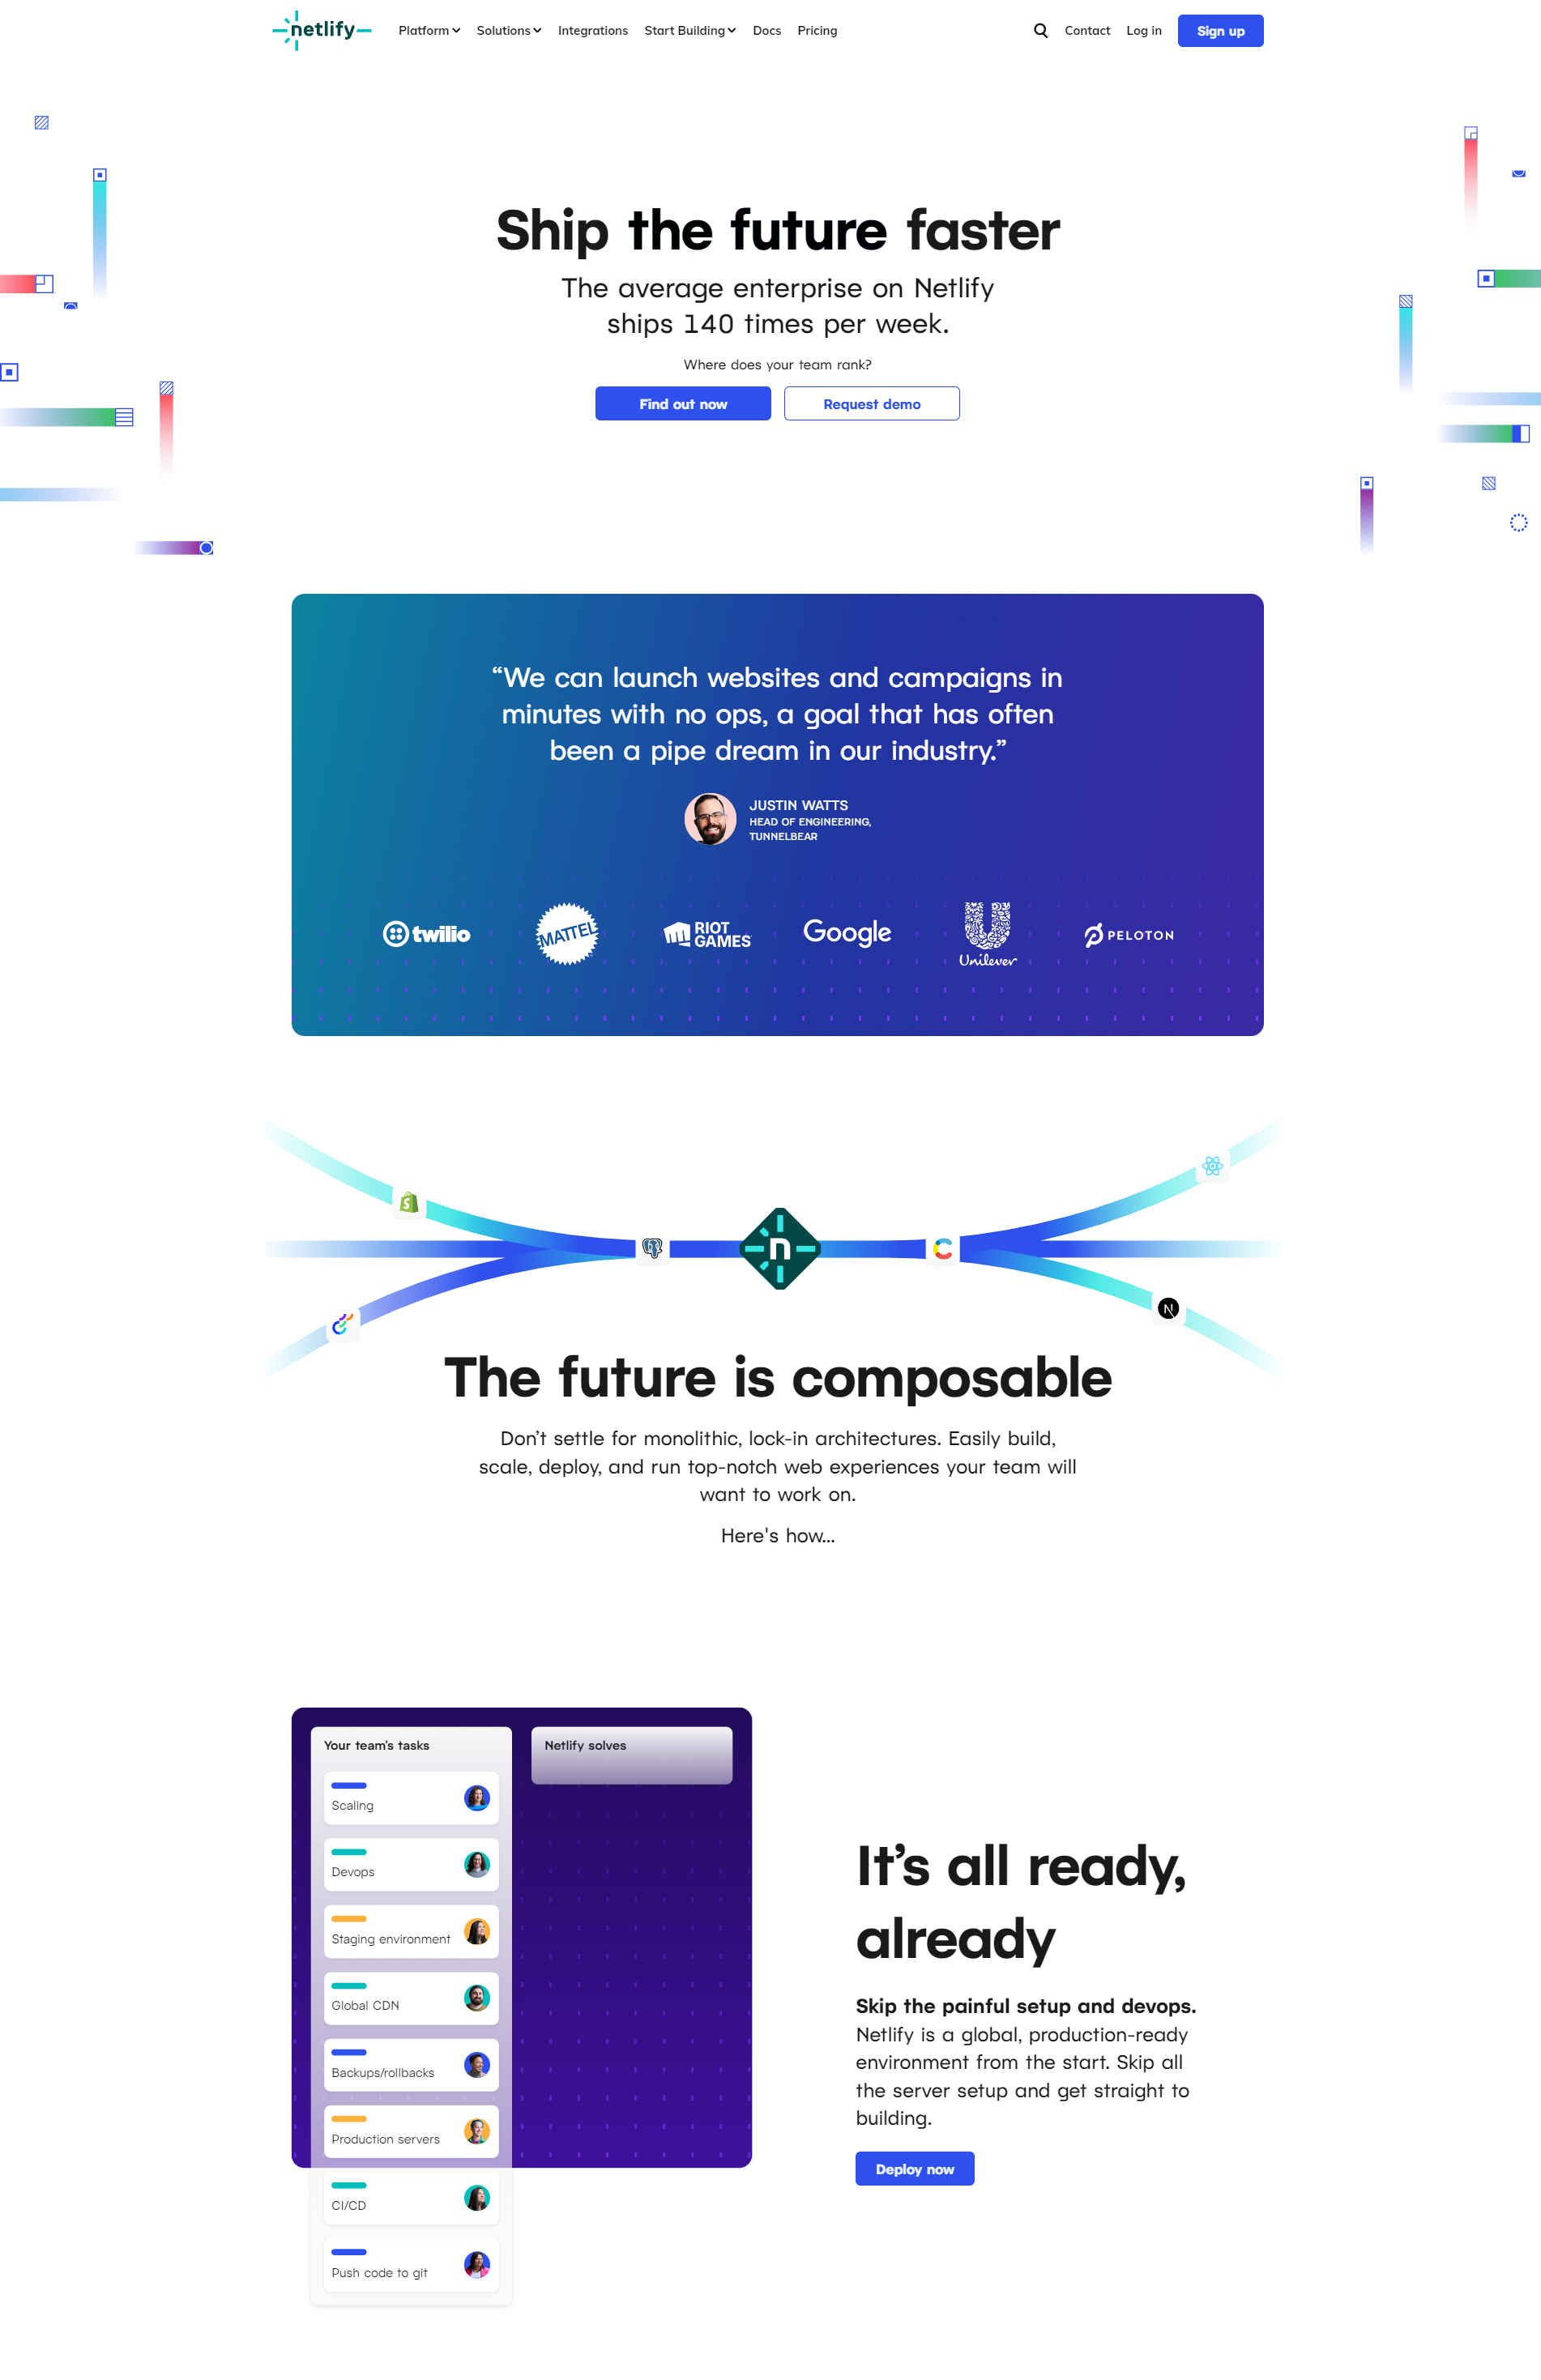 netlify
Platform
Solutions
Integrations
Start Building
Docs
Pricing
Contact
Log in
Sign up
Ship the future faster
The average enterprise on Netlify
ships 140 times per week.
Where does your team rank?
Find out now
Request demo
“We can launch websites and campaigns in
minutes with no ops, a goal that has often
been a pipe dream in our industry.”
JUSTIN WATTS
HEAD OF ENGINEERING,
TUNNELBEAR
twilio
MATTEL
RIOT
GAMES
Google
Unilever
PELOTON
The future is composable
Don’t settle for monolithic, lock-in architectures. Easily build,
scale, deploy, and run top-notch web experiences your team will
want to work on.
Here's how...
Your team’s tasks
Netlify solves
Scaling
Devops
Staging environment
Global CDN
Backups/rollbacks
Production servers
CI/CD
Push code to git
It’s all ready,
already
Skip the painful setup and devops.
Netlify is a global, production-ready
environment from the start. Skip all
the server setup and get straight to
building.
Deploy now